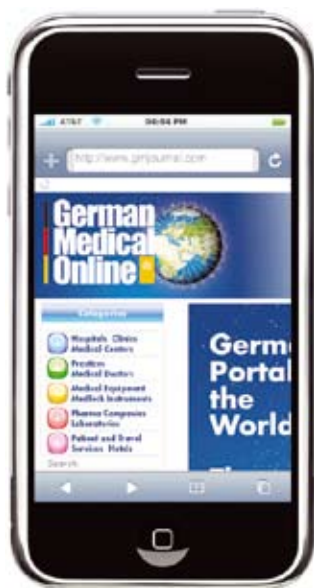 AT&T 04:04 PM
http://www.gmjournal.com
German
Medical
Online
Categories
Hospitals Clinics
Medical Centers
Practices
Medical Doctors
Medical Equipment
MedTech Instruments
Pharma Companies
Laboratories
Patient and Travel
Services Hotels
Search
Germ
Portal
the
World